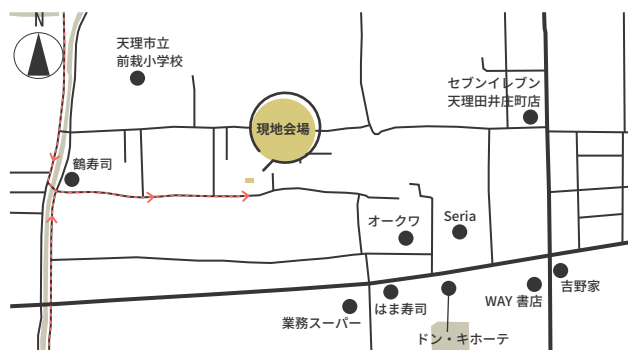 N
天理市立
前栽小学校
セブンイレブン
天理田井庄町店
現地会場
鶴寿司
オークワ
Seria
吉野家
WAY 書店
はま寿司
業務スーパー
ドン・キホーテ